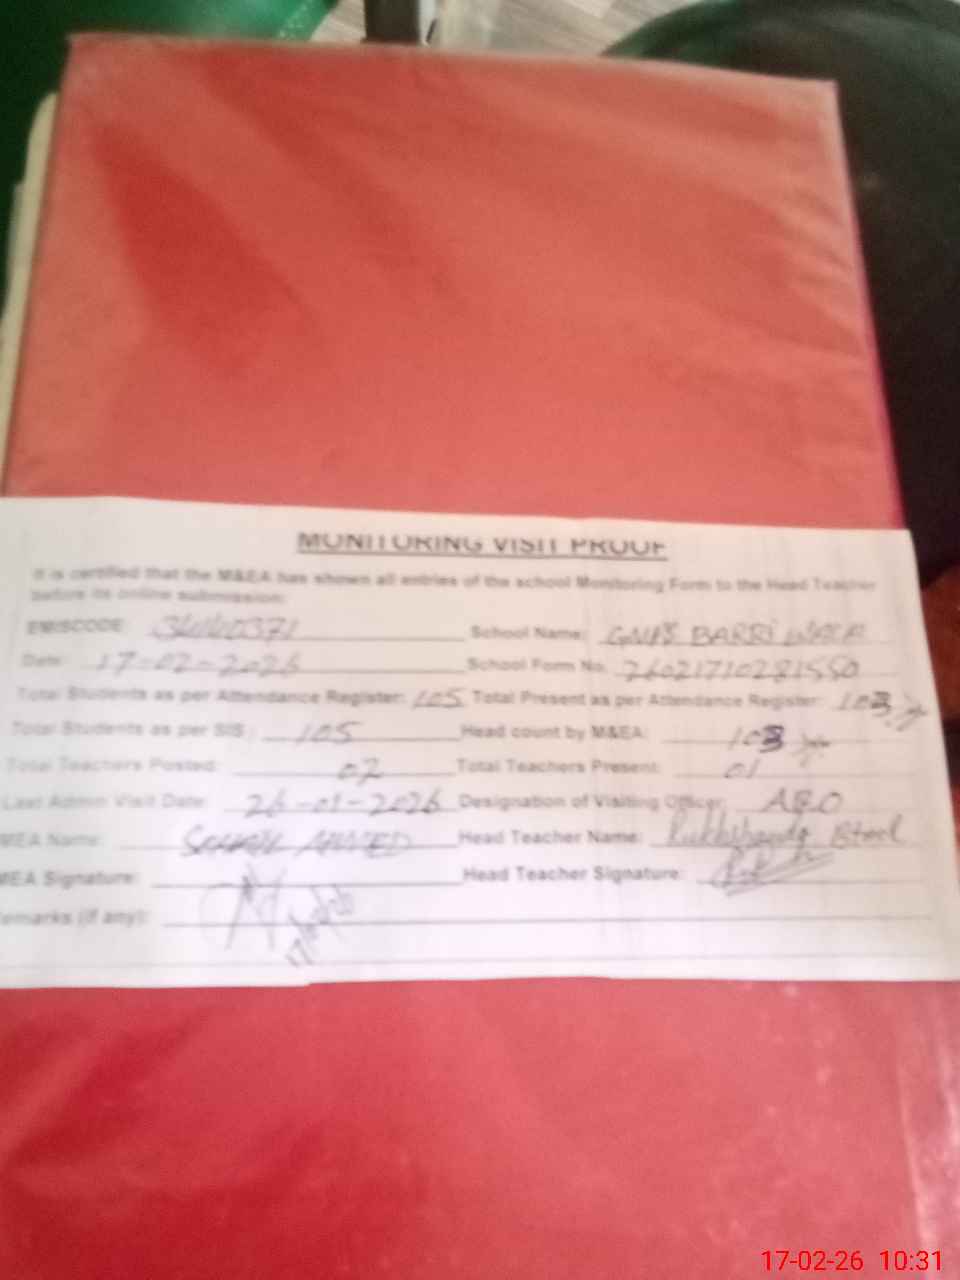 MONITORING VISIT PROOF
It is certified that the M&EA has shown all entries of the school Monitoring Form to the Head Teacher
before its online submission:
EMISCODE: School Name: BARRI
Date: 17-02-2026 School Form No. 26021710281550
Total Students as per Attendance Register: 105 Total Present as per Attendance Register: 103
Total Students as per SIS: 105 Head count by M&EA: 103
Total Teachers Posted: 02 Total Teachers Present: 01
Last Admin Visit Date: 26-01-2026 Designation of Visiting Officer
MEA Name: AHMED Head Teacher Name:
MEA Signature: Head Teacher Signature:
emarks (if any):
17-02-26 10:31